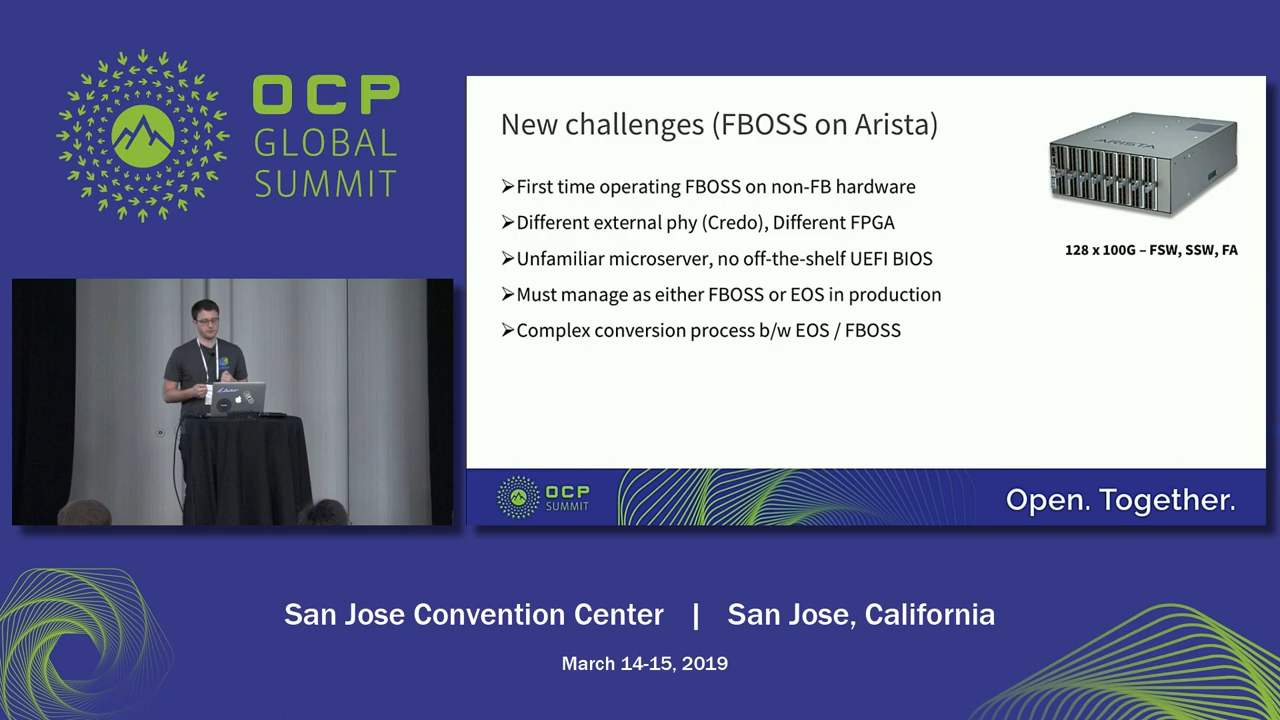 OCP
GLOBAL
SUMMIT
New challenges (FBOSS on Arista)
➢First time operating FBOSS on non-FB hardware
➢Different external phy (Credo), Different FPGA
➢Unfamiliar microserver, no off-the-shelf UEFI BIOS
➢Must manage as either FBOSS or EOS in production
➢Complex conversion process b/w EOS / FBOSS
ARISTA
128 x 100G – FSW, SSW, FA
OCP
SUMMIT
Open. Together.
San Jose Convention Center | San Jose, California
March 14-15, 2019